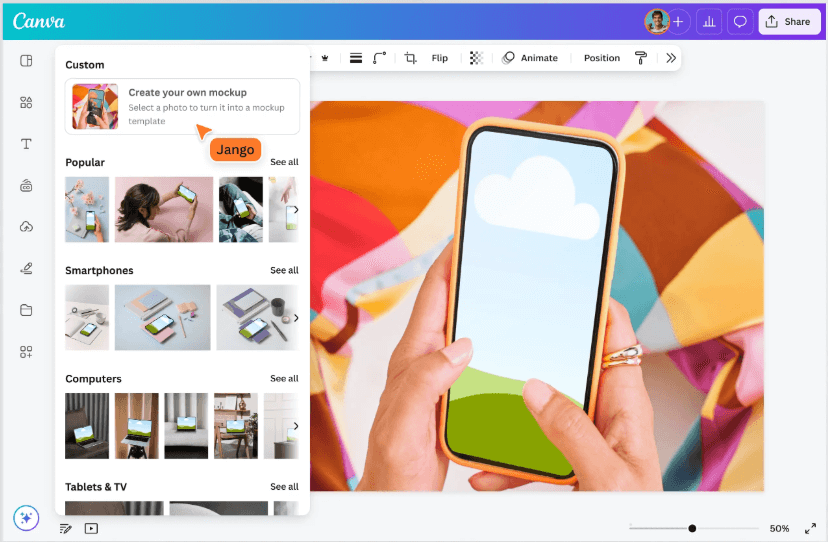 Canva
Share
Custom
Create your own mockup
Select a photo to turn it into a mockup
template
Jango
Flip
Animate
Position
Popular
See all
Smartphones
See all
Computers
See all
Tablets & TV
See all
50%